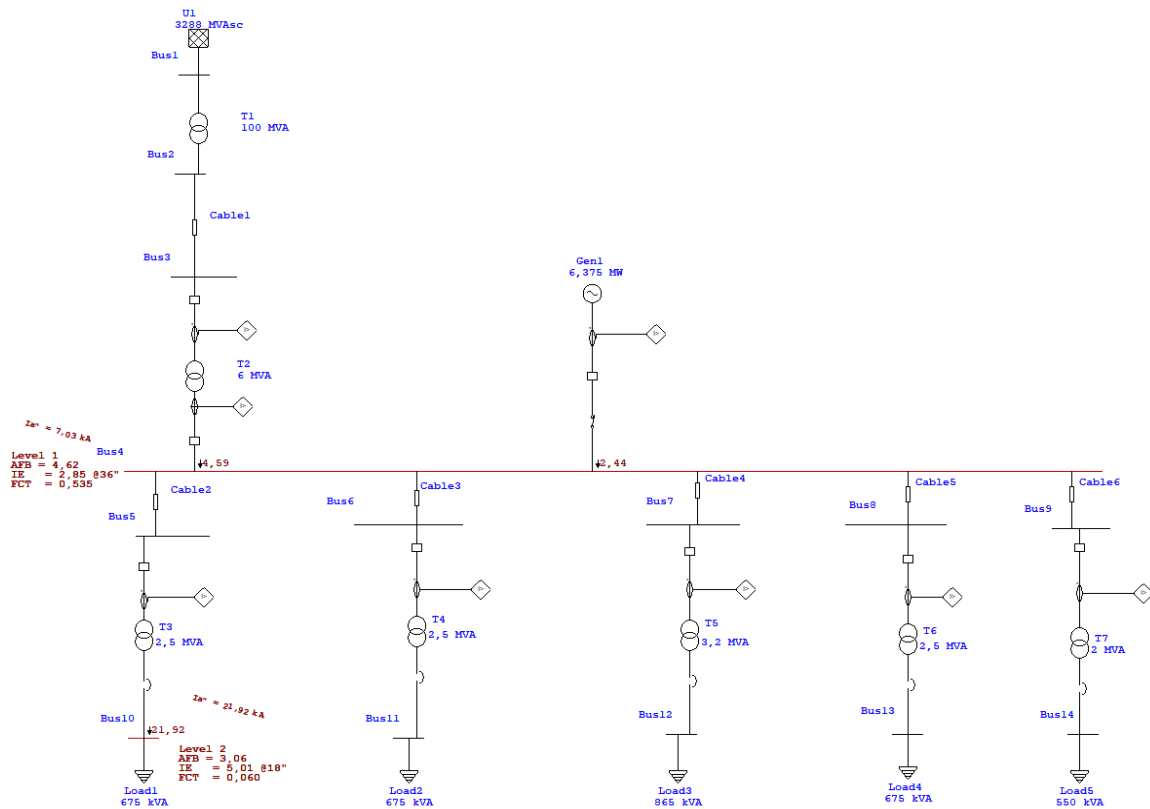 U1
3288 MVAsc
Bus1
T1
100 MVA
Bus2
Cable1
Bus3
Gen1
6,375 MW
T2
6 MVA
Ia" = 7,03 kA
Level 1
AFB = 4,62
IE = 2,85 @36"
FCT = 0,535
Bus4
4,59
2,44
Cable2
Cable3
Cable4
Cable5
Cable6
Bus5
Bus6
Bus7
Bus8
Bus9
T3
2,5 MVA
T4
2,5 MVA
T5
3,2 MVA
T6
2,5 MVA
T7
2 MVA
Ia" = 21,92 kA
Bus10
21,92
Bus11
Bus12
Bus13
Bus14
Level 2
AFB = 3,06
IE = 5,01 @18"
FCT = 0,060
Load1
675 kVA
Load2
675 kVA
Load3
865 kVA
Load4
675 kVA
Load5
550 kVA